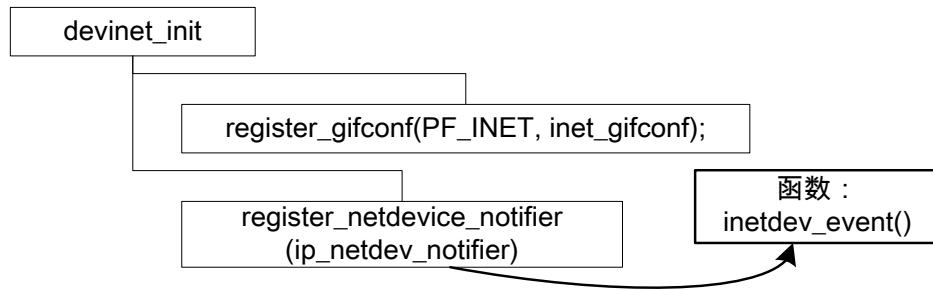 devinet_init
register_gifconf(PF_INET, inet_gifconf);
register_netdevice_notifier
(ip_netdev_notifier)
函数：
inetdev_event()